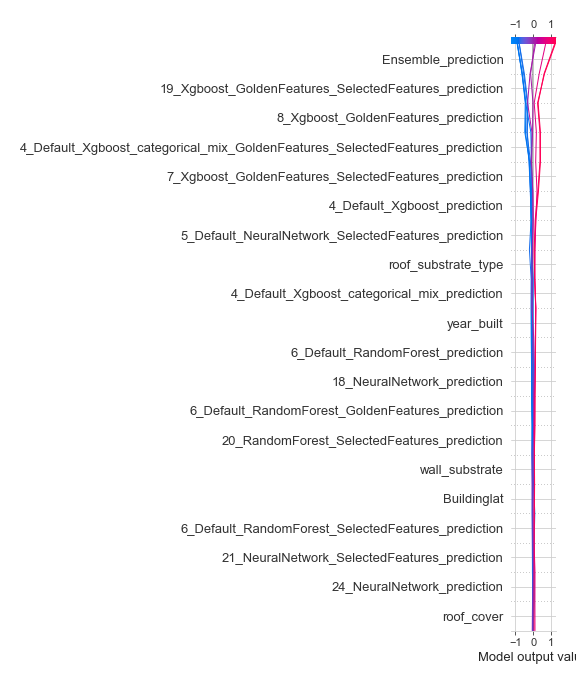 −1 0 1
Ensemble_prediction
19_Xgboost_GoldenFeatures_SelectedFeatures_prediction
8_Xgboost_GoldenFeatures_prediction
4_Default_Xgboost_categorical_mix_GoldenFeatures_SelectedFeatures_prediction
7_Xgboost_GoldenFeatures_SelectedFeatures_prediction
4_Default_Xgboost_prediction
5_Default_NeuralNetwork_SelectedFeatures_prediction
roof_substrate_type
4_Default_Xgboost_categorical_mix_prediction
year_built
6_Default_RandomForest_prediction
18_NeuralNetwork_prediction
6_Default_RandomForest_GoldenFeatures_prediction
20_RandomForest_SelectedFeatures_prediction
wall_substrate
Buildinglat
6_Default_RandomForest_SelectedFeatures_prediction
21_NeuralNetwork_SelectedFeatures_prediction
24_NeuralNetwork_prediction
roof_cover
−1 0 1
Model output valu